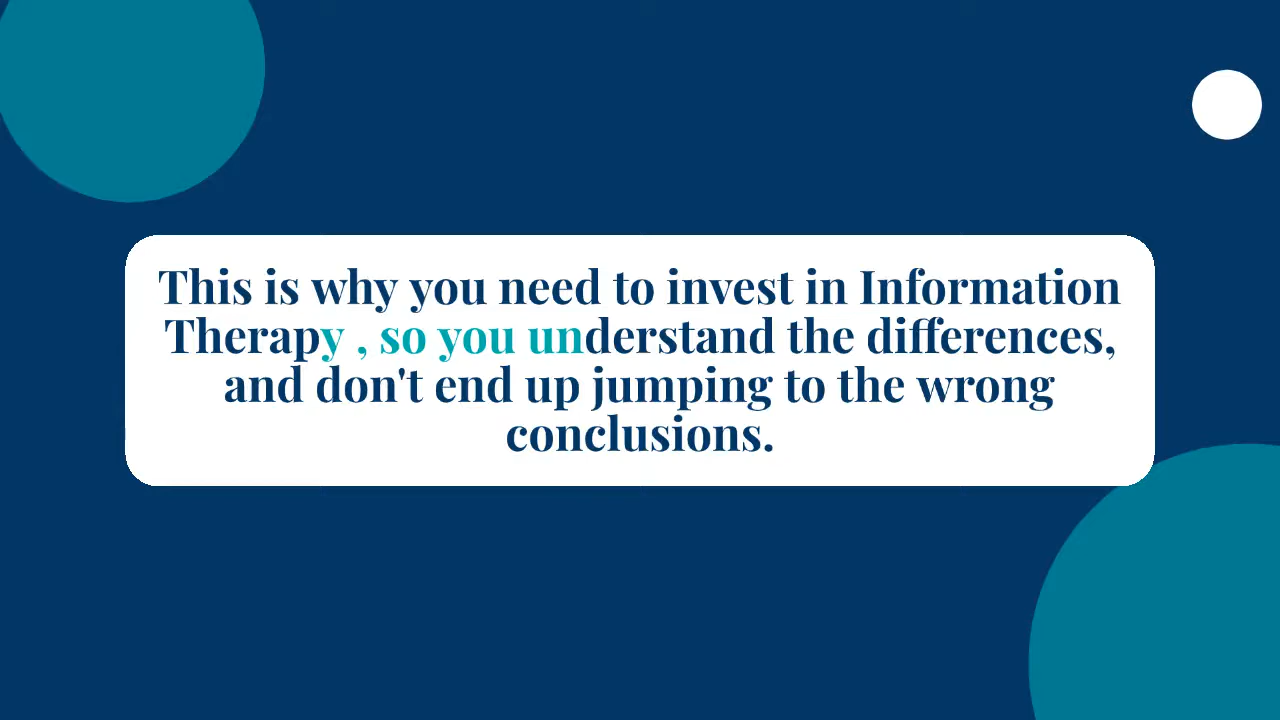 This is why you need to invest in Information
Therapy , so you understand the differences,
and don't end up jumping to the wrong
conclusions.